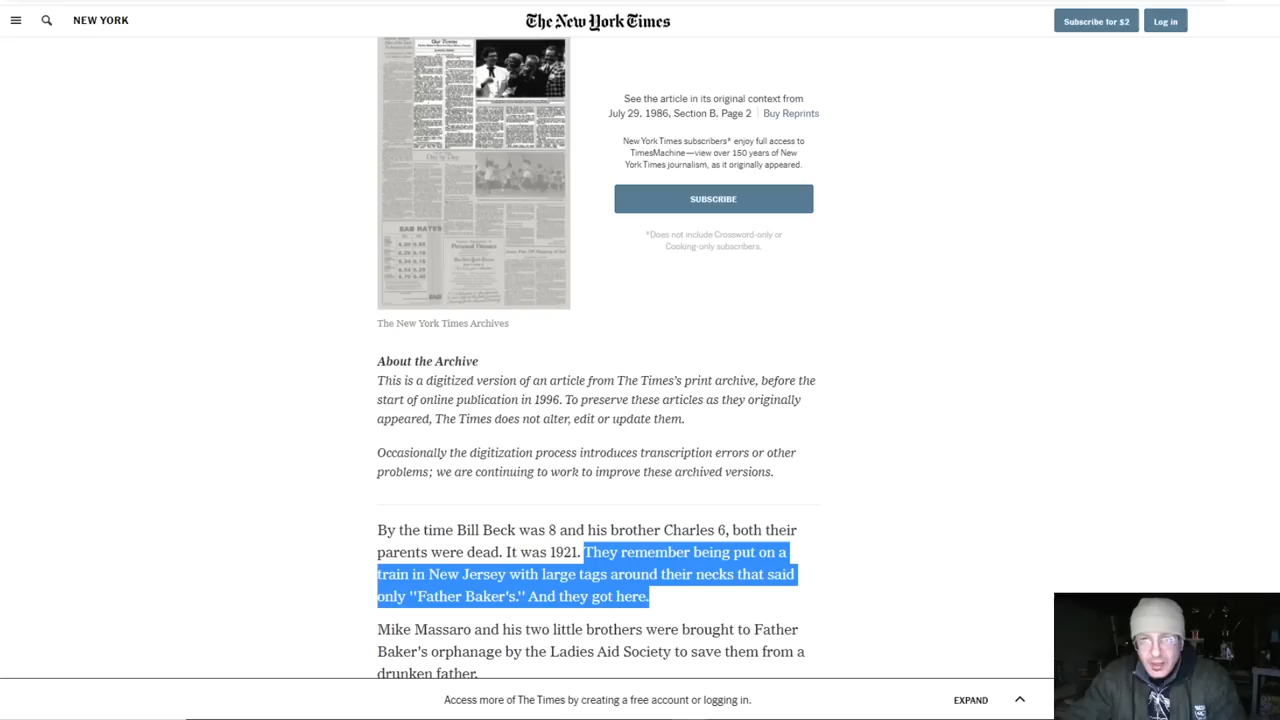 NEW YORK
The New York Times
Subscribe for $2
Log in
Our Towns
See the article in its original context from
July 29, 1986, Section B, Page 2
Buy Reprints
New York Times subscribers* enjoy full access to
TimesMachine—view over 150 years of New
York Times journalism, as it originally appeared.
SUBSCRIBE
*Does not include Crossword-only or
Cooking-only subscribers.
Day by Day
The New York Times Archives
About the Archive
This is a digitized version of an article from The Times's print archive, before the
start of online publication in 1996. To preserve these articles as they originally
appeared, The Times does not alter, edit or update them.
Occasionally the digitization process introduces transcription errors or other
problems; we are continuing to work to improve these archived versions.
By the time Bill Beck was 8 and his brother Charles 6, both their
parents were dead. It was 1921. They remember being put on a
train in New Jersey with large tags around their necks that said
only ''Father Baker's.'' And they got here.
Mike Massaro and his two little brothers were brought to Father
Baker's orphanage by the Ladies Aid Society to save them from a
drunken father.
Access more of The Times by creating a free account or logging in.
EXPAND